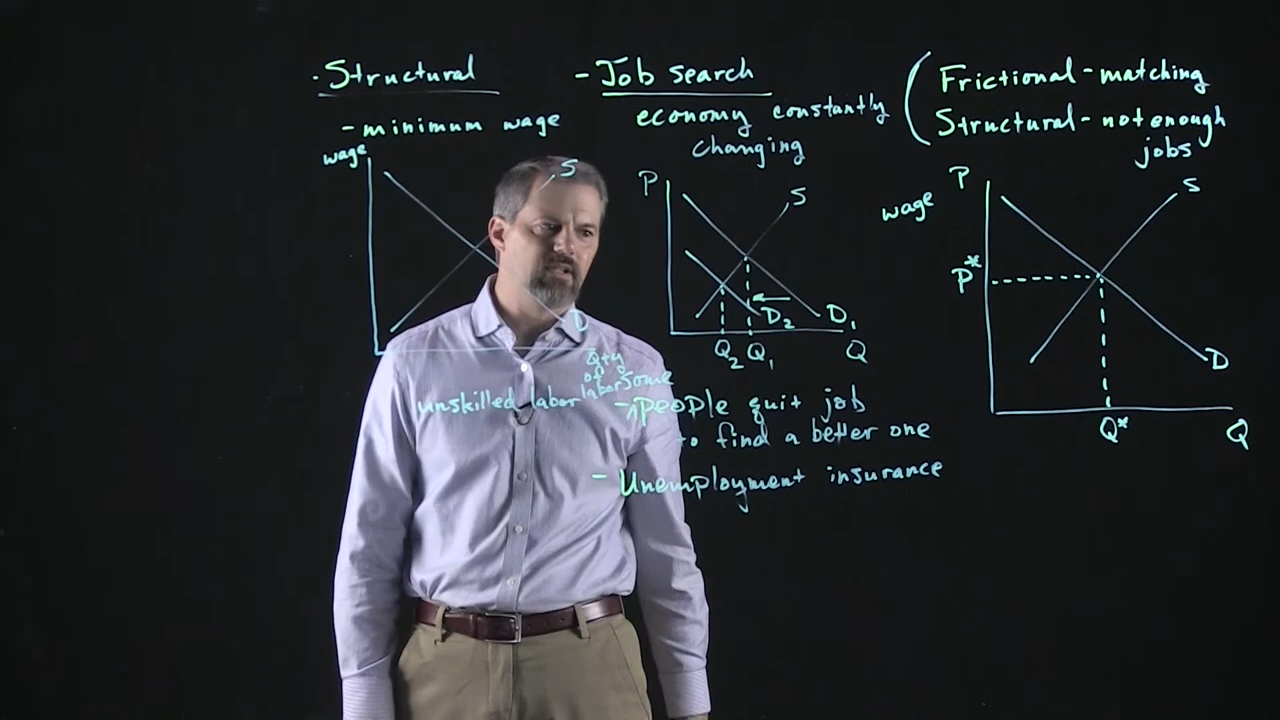 · Structural
- minimum wage
wage
S
D
Qty
of
labor
unskilled labor
- Job search
economy constantly
changing
P
S
D₂
D₁
Q₂ Q₁ Q
Some
- people quit job
to find a better one
- Unemployment insurance
( Frictional - matching
Structural - not enough
jobs
wage
P
S
P*
D
Q*
Q